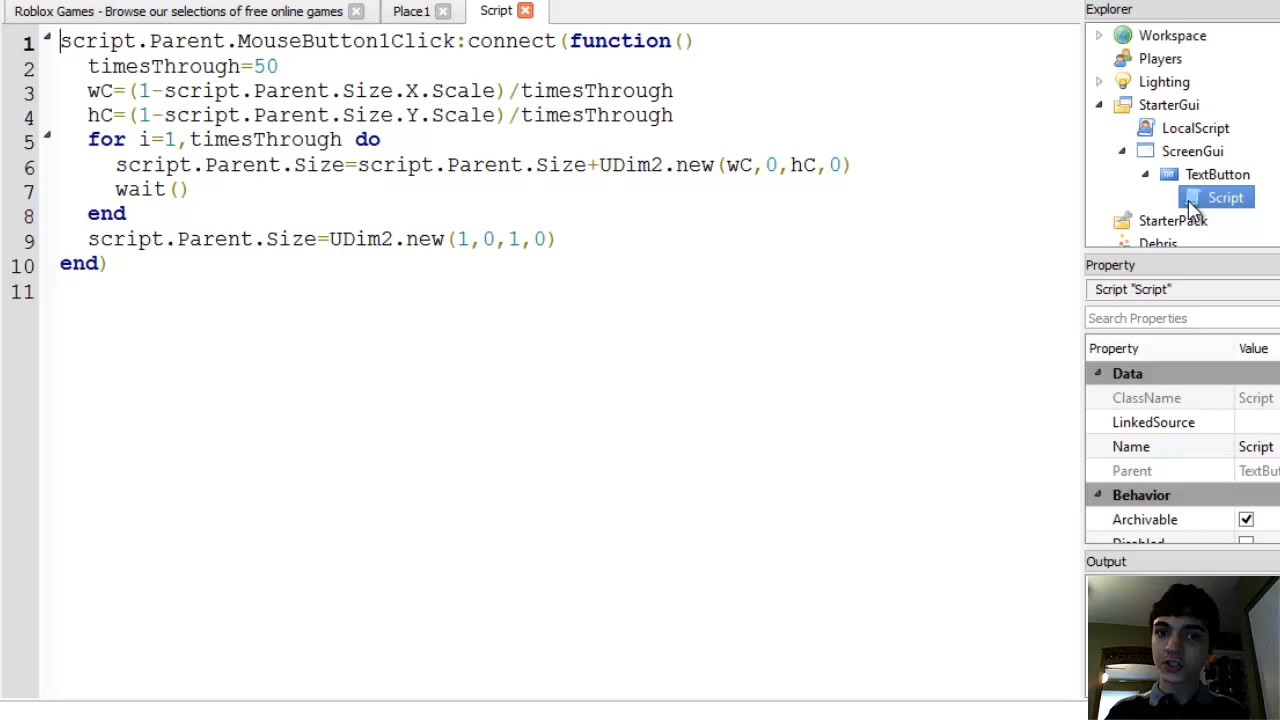 Roblox Games - Browse our selections of free online games
Place1
Script
1 script.Parent.MouseButton1Click:connect(function()
2 timesThrough=50
3 wC=(1-script.Parent.Size.X.Scale)/timesThrough
4 hC=(1-script.Parent.Size.Y.Scale)/timesThrough
5 for i=1,timesThrough do
6 script.Parent.Size=script.Parent.Size+UDim2.new(wC,0,hC,0)
7 wait()
8 end
9 script.Parent.Size=UDim2.new(1,0,1,0)
10 end)
11
Explorer
Workspace
Players
Lighting
StarterGui
LocalScript
ScreenGui
TextButton
Script
StarterPack
Debris
Property
Script "Script"
Search Properties
Property Value
Data
ClassName Script
LinkedSource
Name Script
Parent TextBut
Behavior
Archivable
Disabled
Output